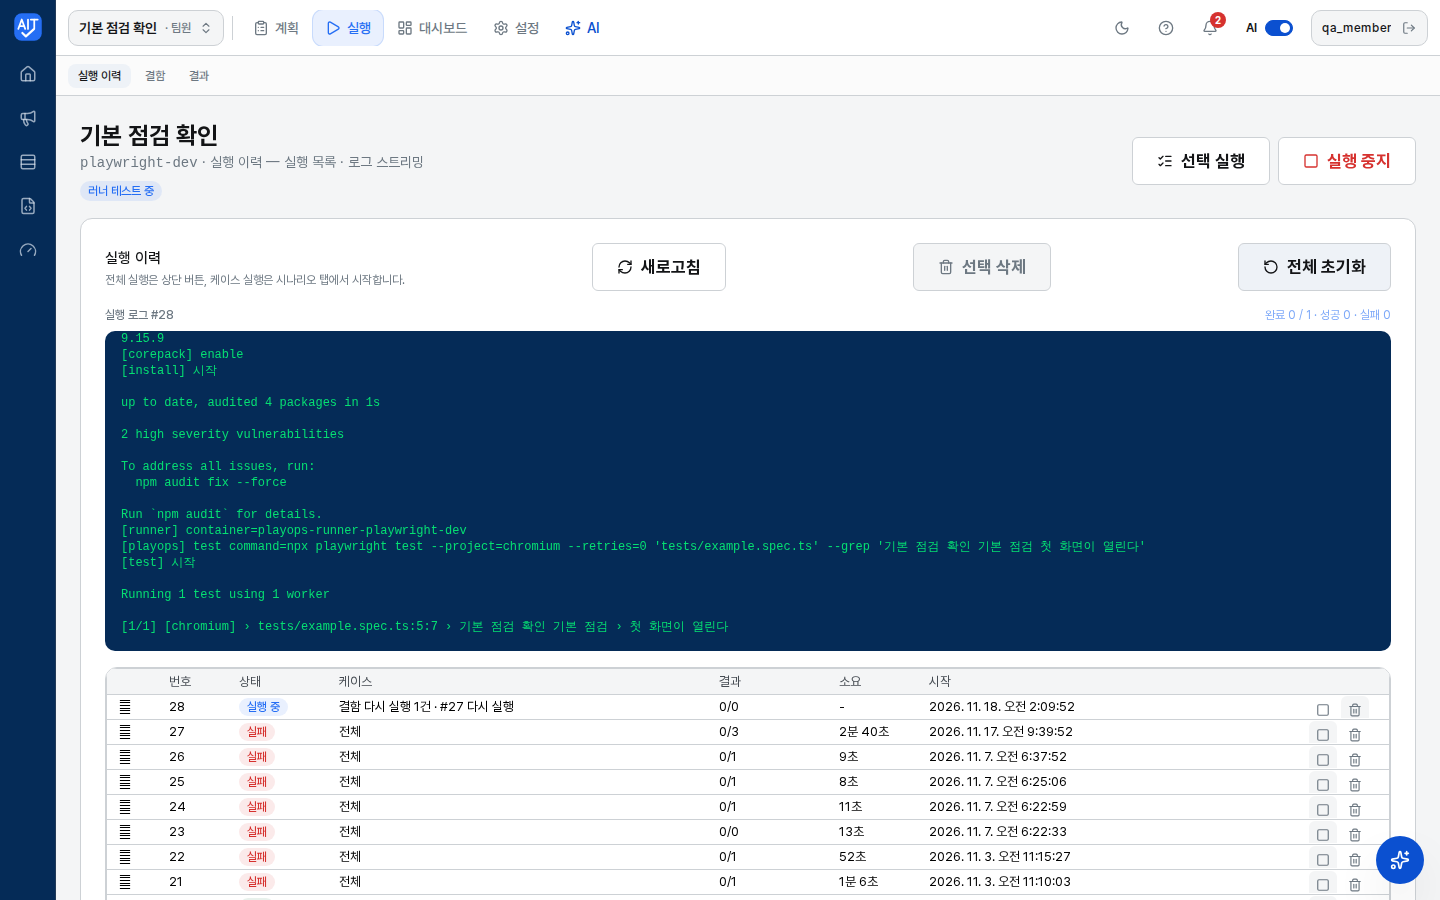 AIT
기본 점검 확인 · 팀원
계획
실행
대시보드
설정
AI
2
AI
qa_member
실행 이력
결함
결과
기본 점검 확인
playwright-dev · 실행 이력 — 실행 목록 · 로그 스트리밍
러너 테스트 중
선택 실행
실행 중지
실행 이력
전체 실행은 상단 버튼, 케이스 실행은 시나리오 탭에서 시작합니다.
새로고침
선택 삭제
전체 초기화
실행 로그 #28
완료 0 / 1 · 성공 0 · 실패 0
9.15.9
[corepack] enable
[install] 시작
up to date, audited 4 packages in 1s
2 high severity vulnerabilities
To address all issues, run:
npm audit fix --force
Run `npm audit` for details.
[runner] container=playops-runner-playwright-dev
[playops] test command=npx playwright test --project=chromium --retries=0 'tests/example.spec.ts' --grep '기본 점검 확인 기본 점검 첫 화면이 열린다'
[test] 시작
Running 1 test using 1 worker
[1/1] [chromium] › tests/example.spec.ts:5:7 › 기본 점검 확인 기본 점검 › 첫 화면이 열린다
번호 상태 케이스 결과 소요 시작
28 실행 중 결함 다시 실행 1건 · #27 다시 실행 0/0 - 2026. 11. 18. 오전 2:09:52
27 실패 전체 0/3 2분 40초 2026. 11. 17. 오전 9:39:52
26 실패 전체 0/1 9초 2026. 11. 7. 오전 6:37:52
25 실패 전체 0/1 8초 2026. 11. 7. 오전 6:25:06
24 실패 전체 0/1 11초 2026. 11. 7. 오전 6:22:59
23 실패 전체 0/0 13초 2026. 11. 7. 오전 6:22:33
22 실패 전체 0/1 52초 2026. 11. 3. 오전 11:15:27
21 실패 전체 0/1 1분 6초 2026. 11. 3. 오전 11:10:03